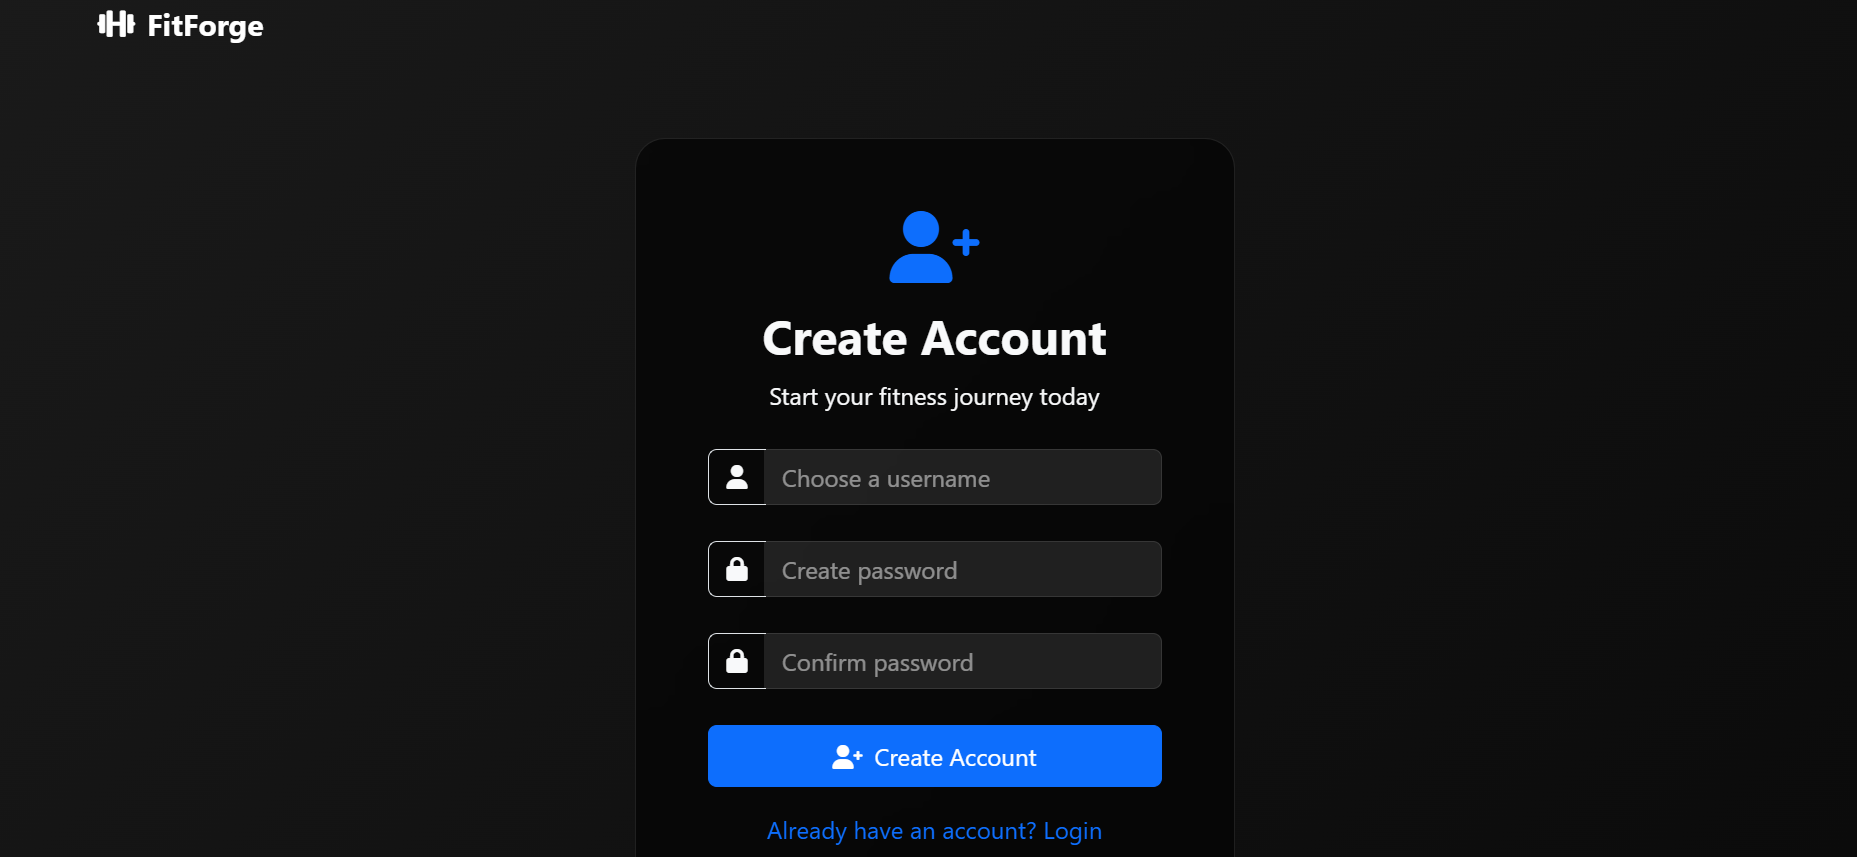 FitForge
Create Account
Start your fitness journey today
Choose a username
Create password
Confirm password
Create Account
Already have an account? Login